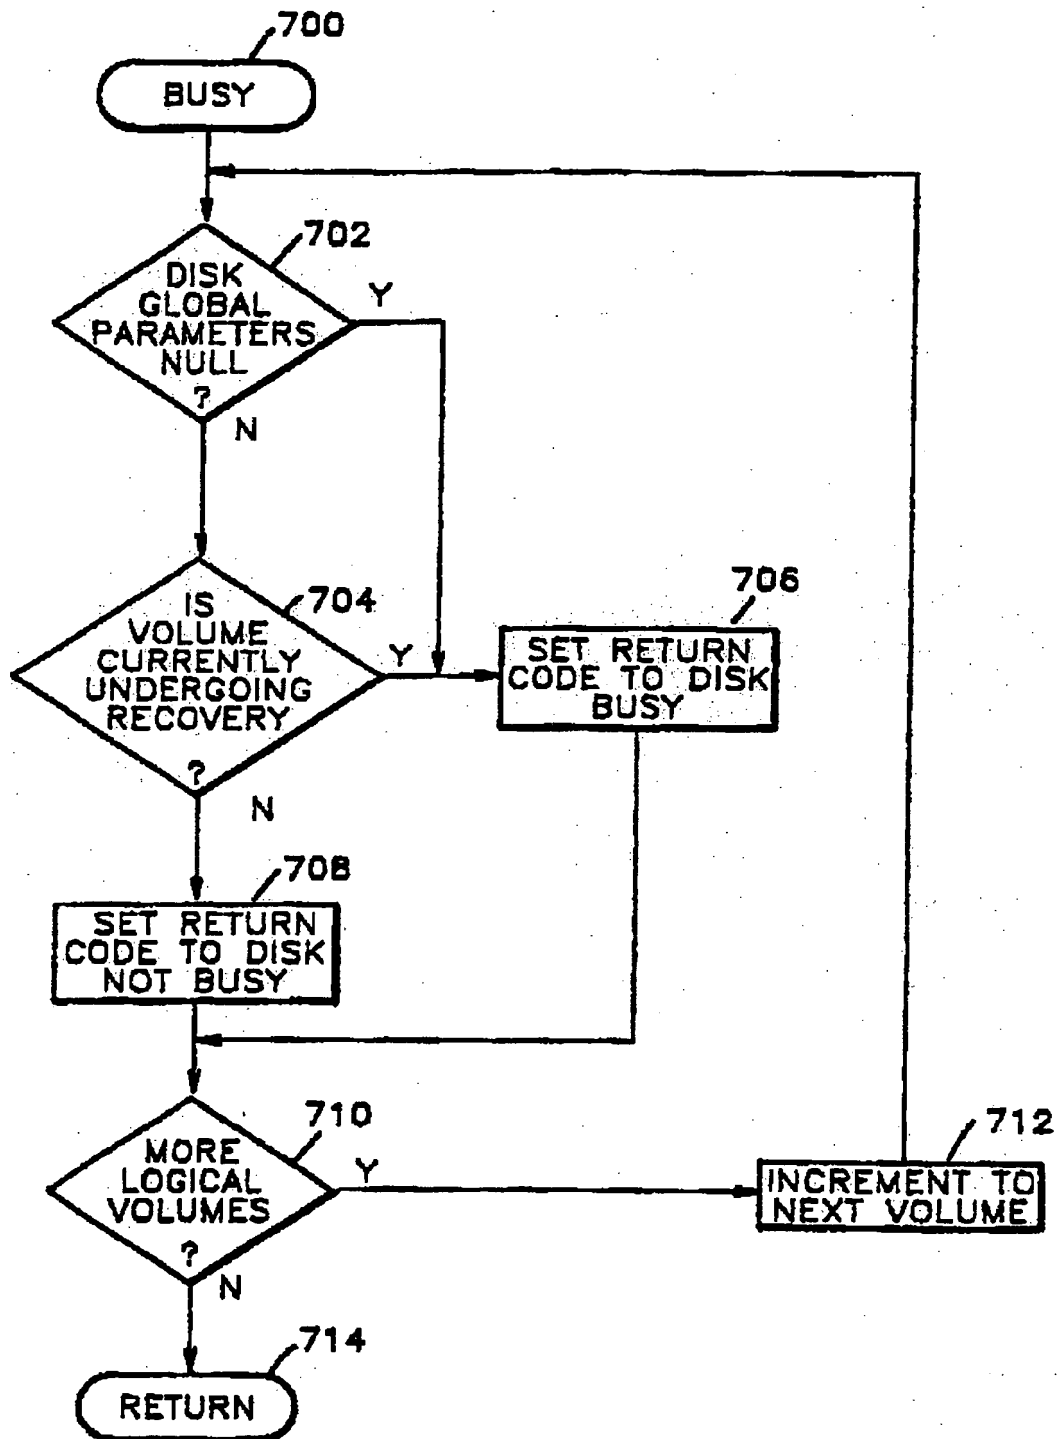 700
BUSY
702
DISK
GLOBAL
PARAMETERS
NULL
?
Y
N
704
IS
VOLUME
CURRENTLY
UNDERGOING
RECOVERY
?
Y
N
706
SET RETURN
CODE TO DISK
BUSY
708
SET RETURN
CODE TO DISK
NOT BUSY
710
MORE
LOGICAL
VOLUMES
?
Y
N
712
INCREMENT TO
NEXT VOLUME
714
RETURN